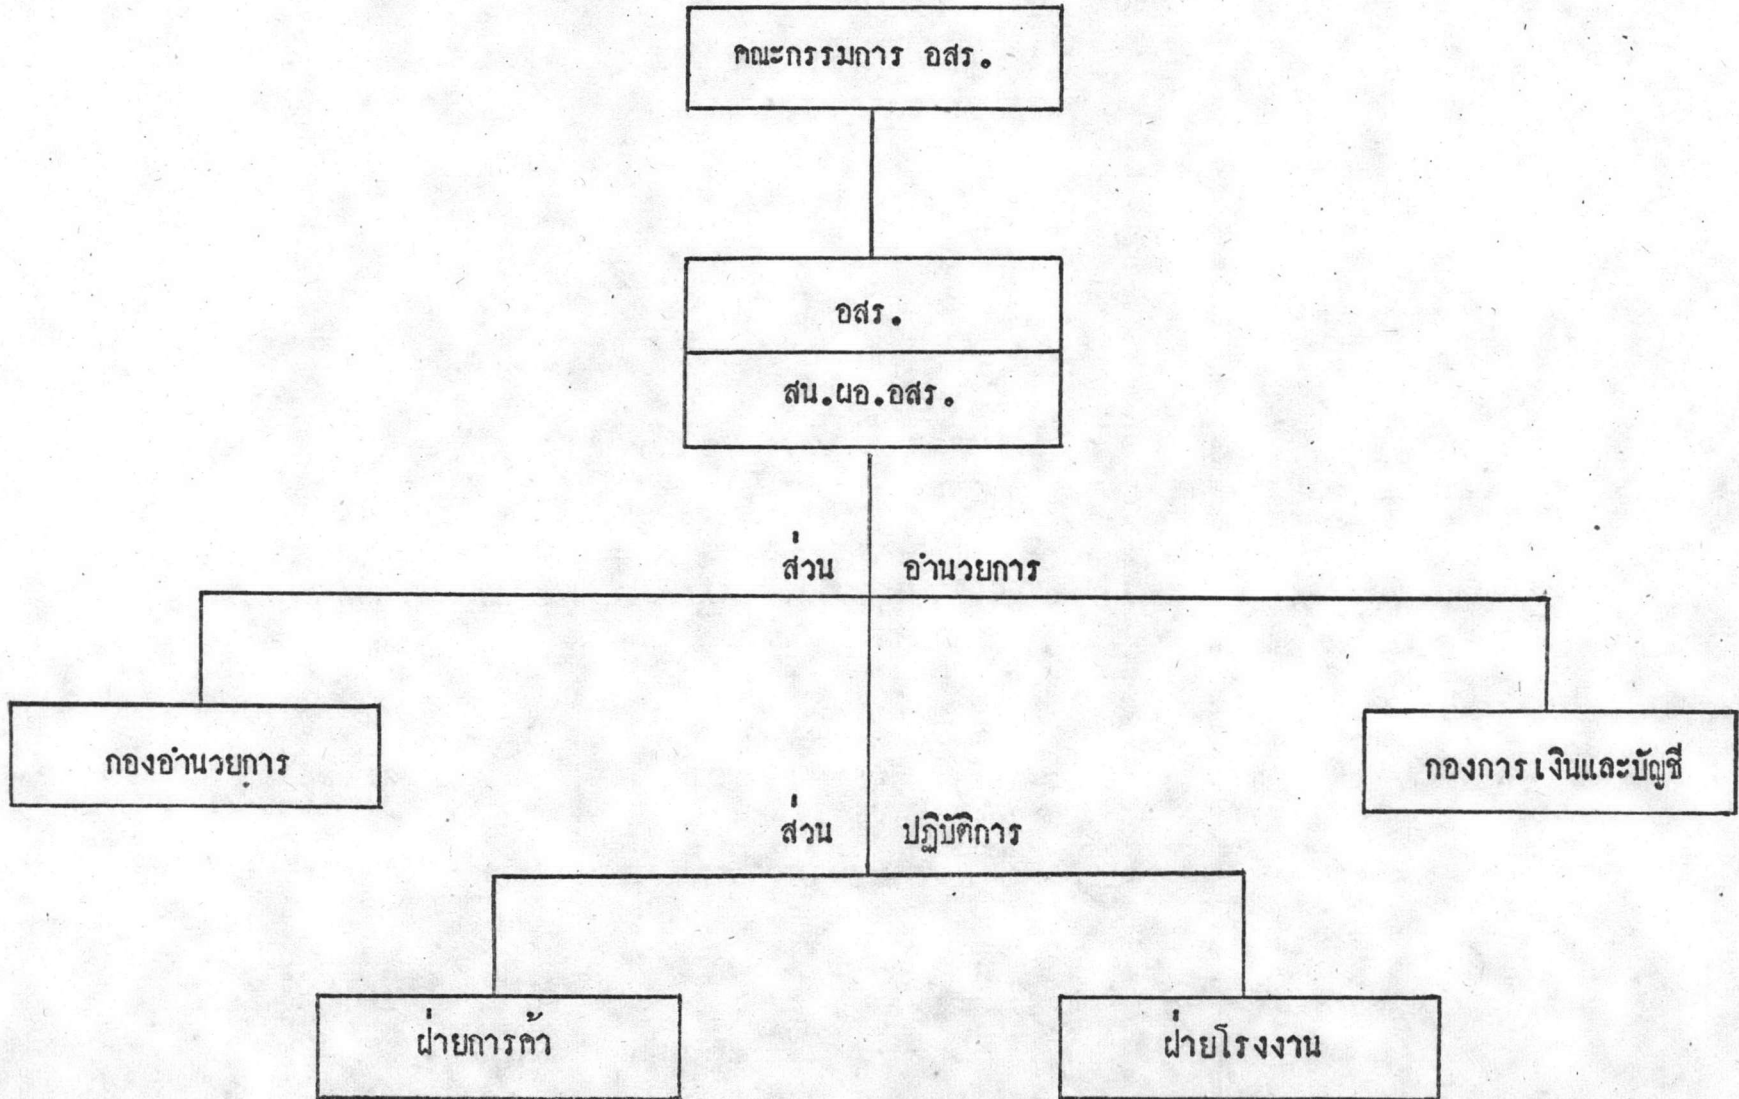 คณะกรรมการ อสร.
อสร.
สน.ผอ.อสร.
ส่วน อำนวยการ
กองอำนวยการ
กองการเงินและบัญชี
ส่วน ปฏิบัติการ
ฝ่ายการค้า
ฝ่ายโรงงาน